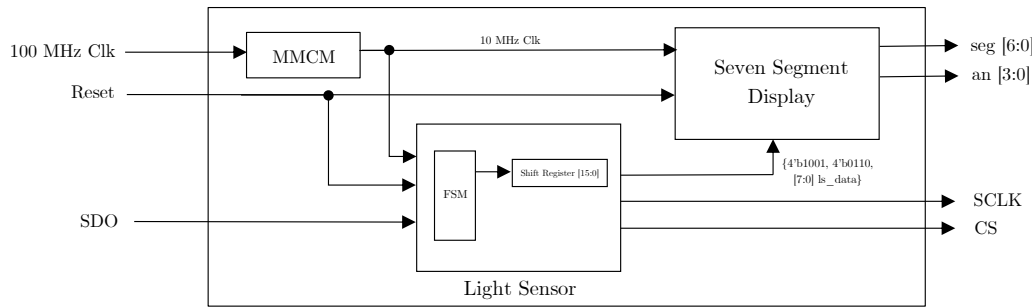 100 MHz Clk
MMCM
10 MHz Clk
Seven Segment
Display
seg [6:0]
an [3:0]
Reset
FSM
Shift Register [15:0]
{4'b1001, 4'b0110,
[7:0] ls_data}
SDO
SCLK
CS
Light Sensor